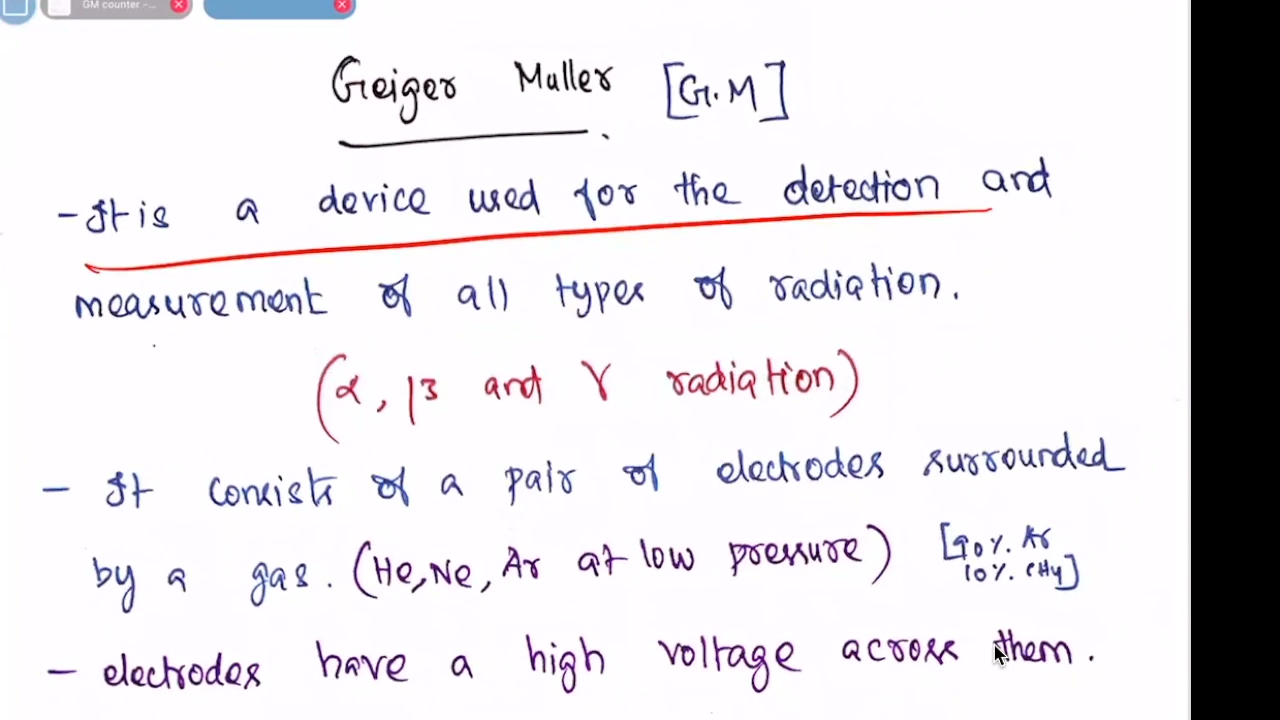 GM counter -...
Geiger Muller [G.M]
- It is a device used for the detection and
measurement of all types of radiation.
(α, β and γ radiation)
- It consists of a pair of electrodes surrounded
by a gas. (He, Ne, Ar at low pressure) [90%. Ar
10%. CH4]
- electrodes have a high voltage across them.